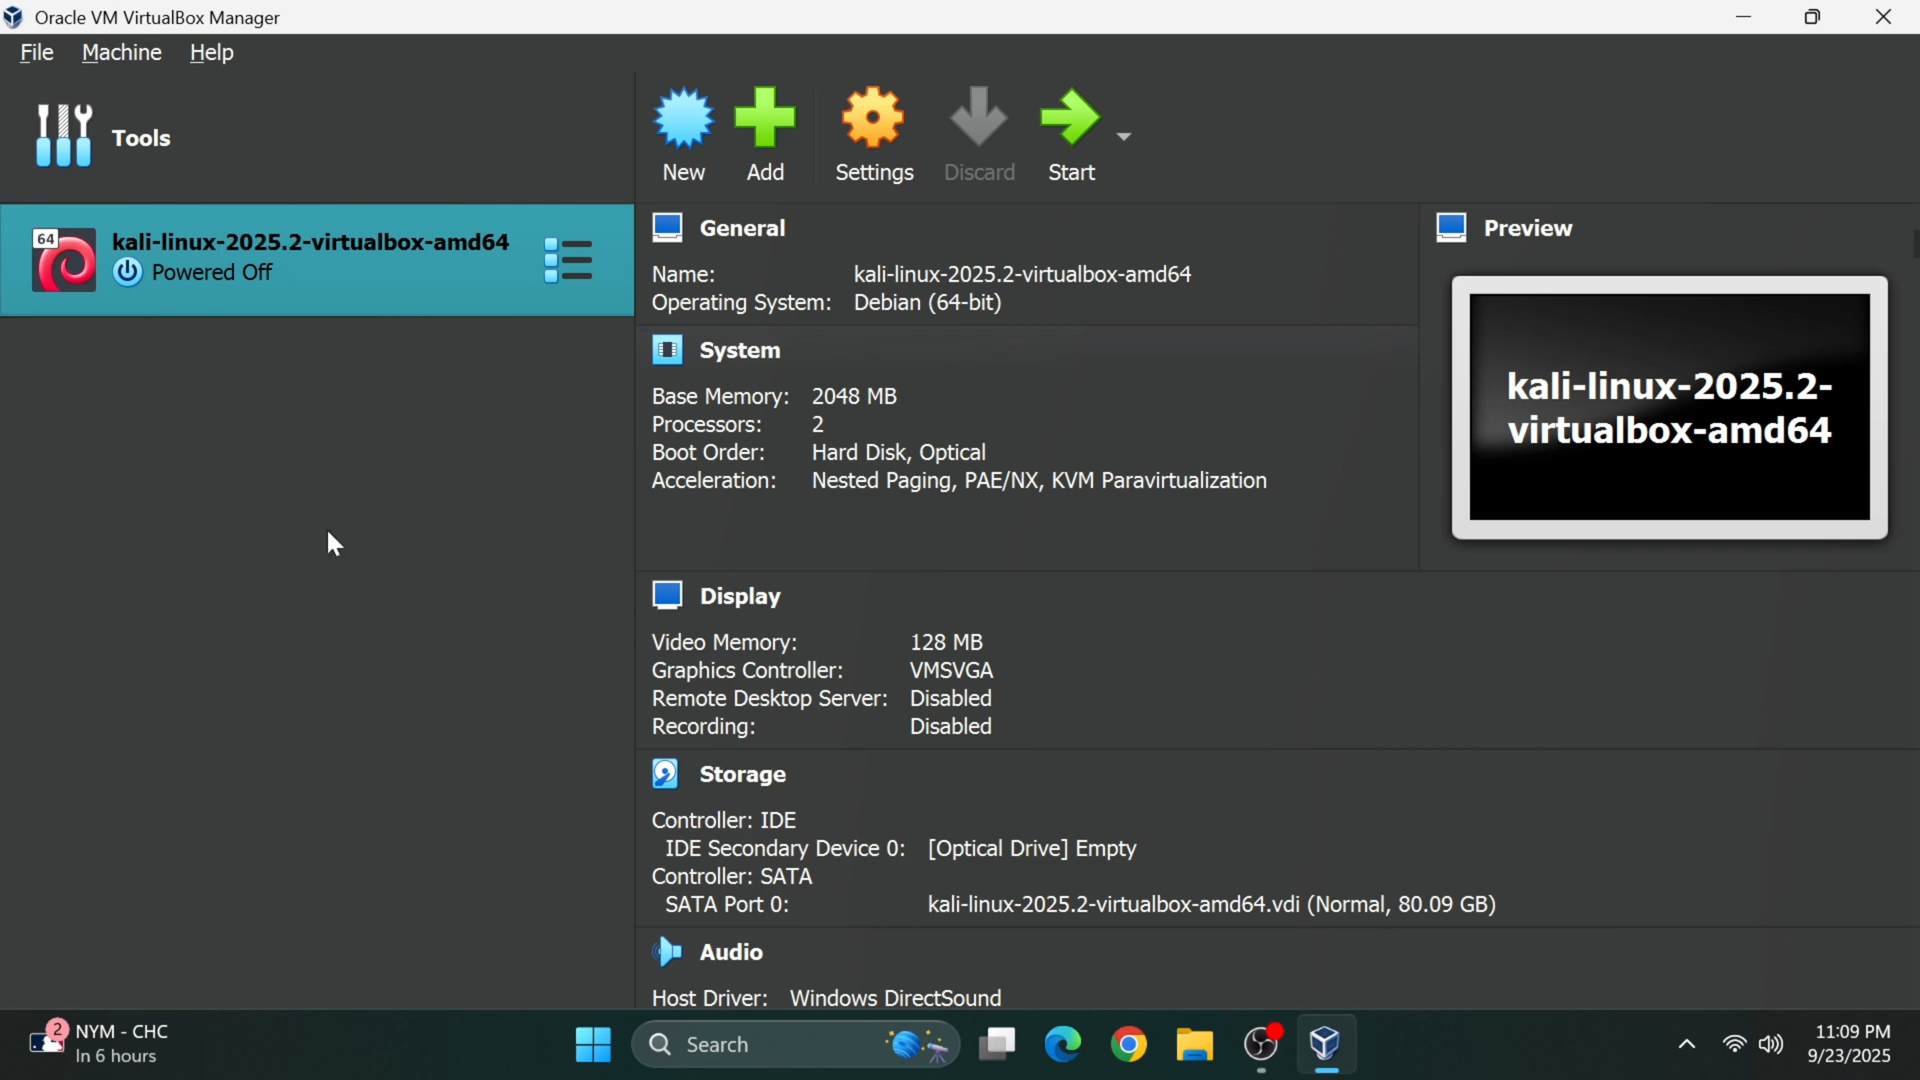 Oracle VM VirtualBox Manager
File Machine Help
Tools
New Add Settings Discard Start
64
kali-linux-2025.2-virtualbox-amd64
Powered Off
General
Name: kali-linux-2025.2-virtualbox-amd64
Operating System: Debian (64-bit)
System
Base Memory: 2048 MB
Processors: 2
Boot Order: Hard Disk, Optical
Acceleration: Nested Paging, PAE/NX, KVM Paravirtualization
Preview
kali-linux-2025.2-
virtualbox-amd64
Display
Video Memory: 128 MB
Graphics Controller: VMSVGA
Remote Desktop Server: Disabled
Recording: Disabled
Storage
Controller: IDE
IDE Secondary Device 0: [Optical Drive] Empty
Controller: SATA
SATA Port 0: kali-linux-2025.2-virtualbox-amd64.vdi (Normal, 80.09 GB)
Audio
Host Driver: Windows DirectSound
2
NYM - CHC
In 6 hours
Search
11:09 PM
9/23/2025